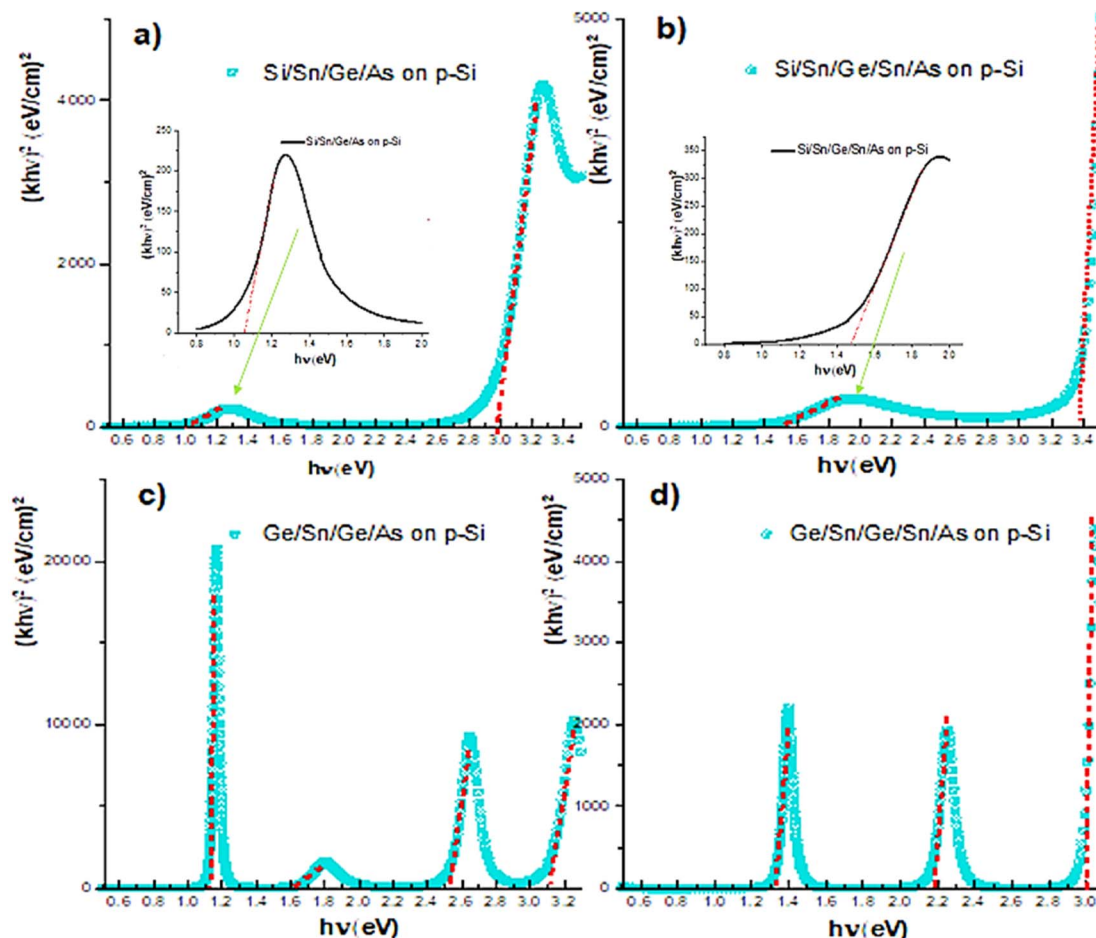 a)
Si/Sn/Ge/As on p-Si
(khν)² (eV/cm)²
4000
2000
0
0.6 0.8 1.0 1.2 1.4 1.6 1.8 2.0 2.2 2.4 2.6 2.8 3.0 3.2 3.4
hν(eV)
Si/Sn/Ge/As on p-Si
(khν)² (eV/cm)²
250
200
150
100
50
0
0.8 1.0 1.2 1.4 1.6 1.8 2.0
hν(eV)
b)
Si/Sn/Ge/Sn/As on p-Si
(khν)² (eV/cm)²
5000
0
0.6 0.8 1.0 1.2 1.4 1.6 1.8 2.0 2.2 2.4 2.6 2.8 3.0 3.2 3.4
hν(eV)
Si/Sn/Ge/Sn/As on p-Si
(khν)² (eV/cm)²
350
300
250
200
150
100
50
0
0.8 1.0 1.2 1.4 1.6 1.8 2.0
hν(eV)
c)
Ge/Sn/Ge/As on p-Si
(khν)² (eV/cm)²
20000
10000
0
0.6 0.8 1.0 1.2 1.4 1.6 1.8 2.0 2.2 2.4 2.6 2.8 3.0 3.2
hν(eV)
d)
Ge/Sn/Ge/Sn/As on p-Si
(khν)² (eV/cm)²
5000
4000
3000
2000
1000
0
0.6 0.8 1.0 1.2 1.4 1.6 1.8 2.0 2.2 2.4 2.6 2.8 3.0
hν(eV)